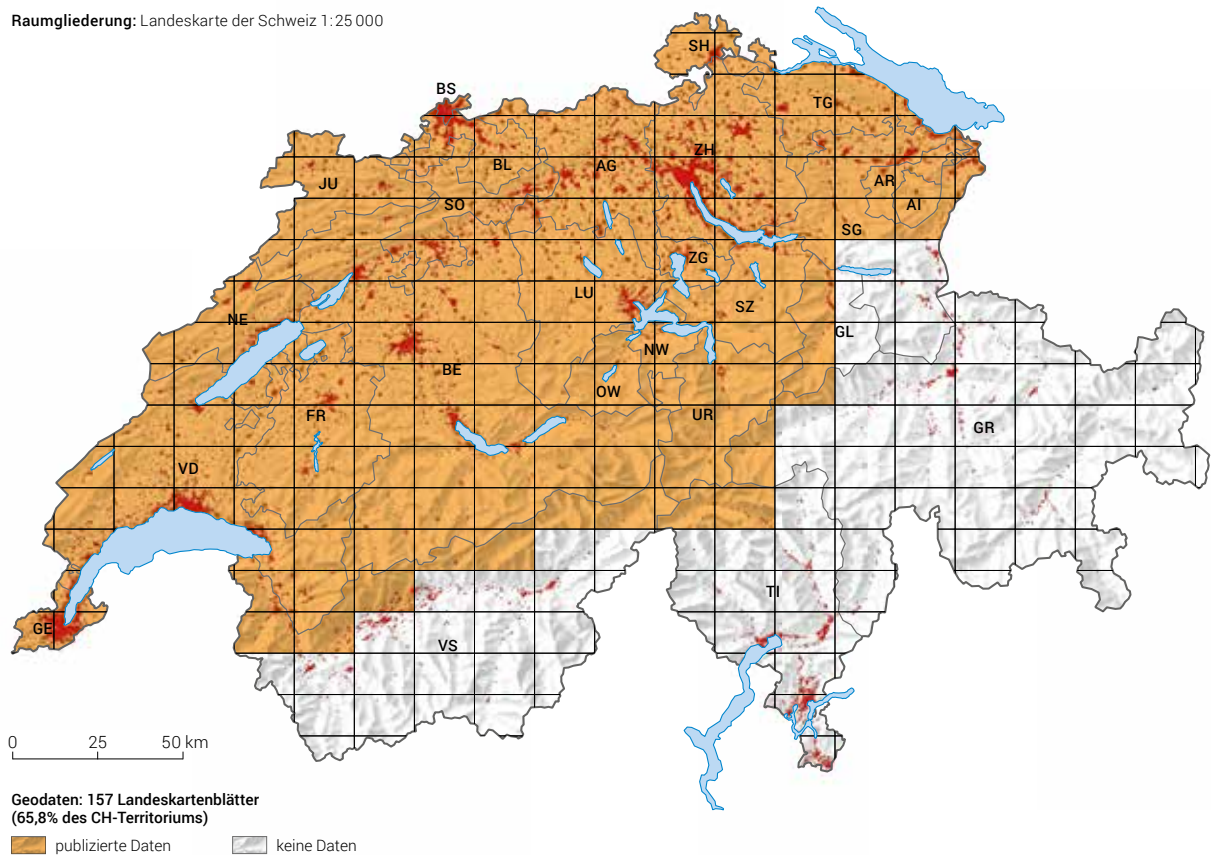 Raumgliederung: Landeskarte der Schweiz 1:25 000
SH
BS
TG
ZH
BL
AG
JU
AR
SO
AI
SG
ZG
LU
SZ
NE
GL
NW
BE
OW
FR
UR
GR
VD
TI
GE
VS
0 25 50 km
Geodaten: 157 Landeskartenblätter
(65,8% des CH-Territoriums)
publizierte Daten keine Daten